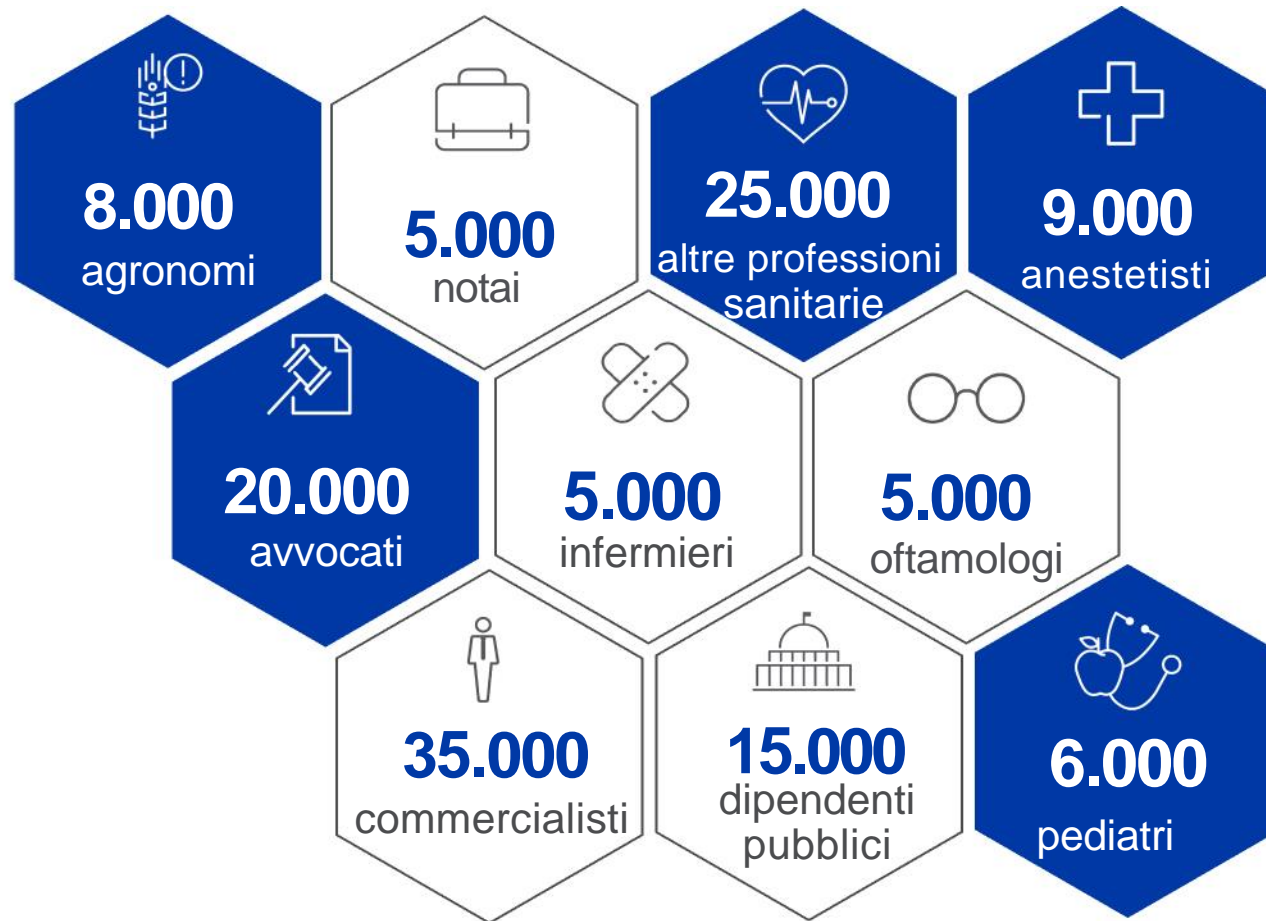 8.000
agronomi
5.000
notai
25.000
altre professioni
sanitarie
9.000
anestetisti
20.000
avvocati
5.000
infermieri
5.000
oftamologi
35.000
commercialisti
15.000
dipendenti
pubblici
6.000
pediatri